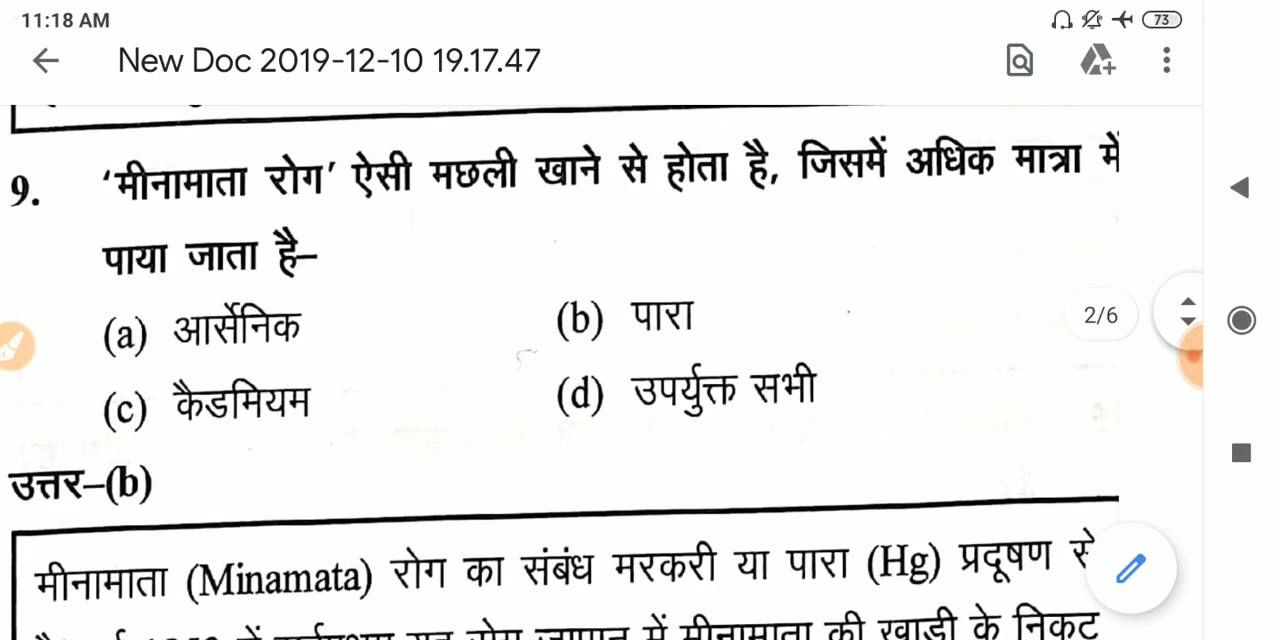 11:18 AM
73
New Doc 2019-12-10 19.17.47
9. ‘मीनामाता रोग’ ऐसी मछली खाने से होता है, जिसमें अधिक मात्रा में
पाया जाता है–
(a) आर्सेनिक (b) पारा
2/6
(c) कैडमियम (d) उपर्युक्त सभी
उत्तर–(b)
मीनामाता (Minamata) रोग का संबंध मरकरी या पारा (Hg) प्रदूषण से
रोग जापान में मीनामाता की खाड़ी के निकट